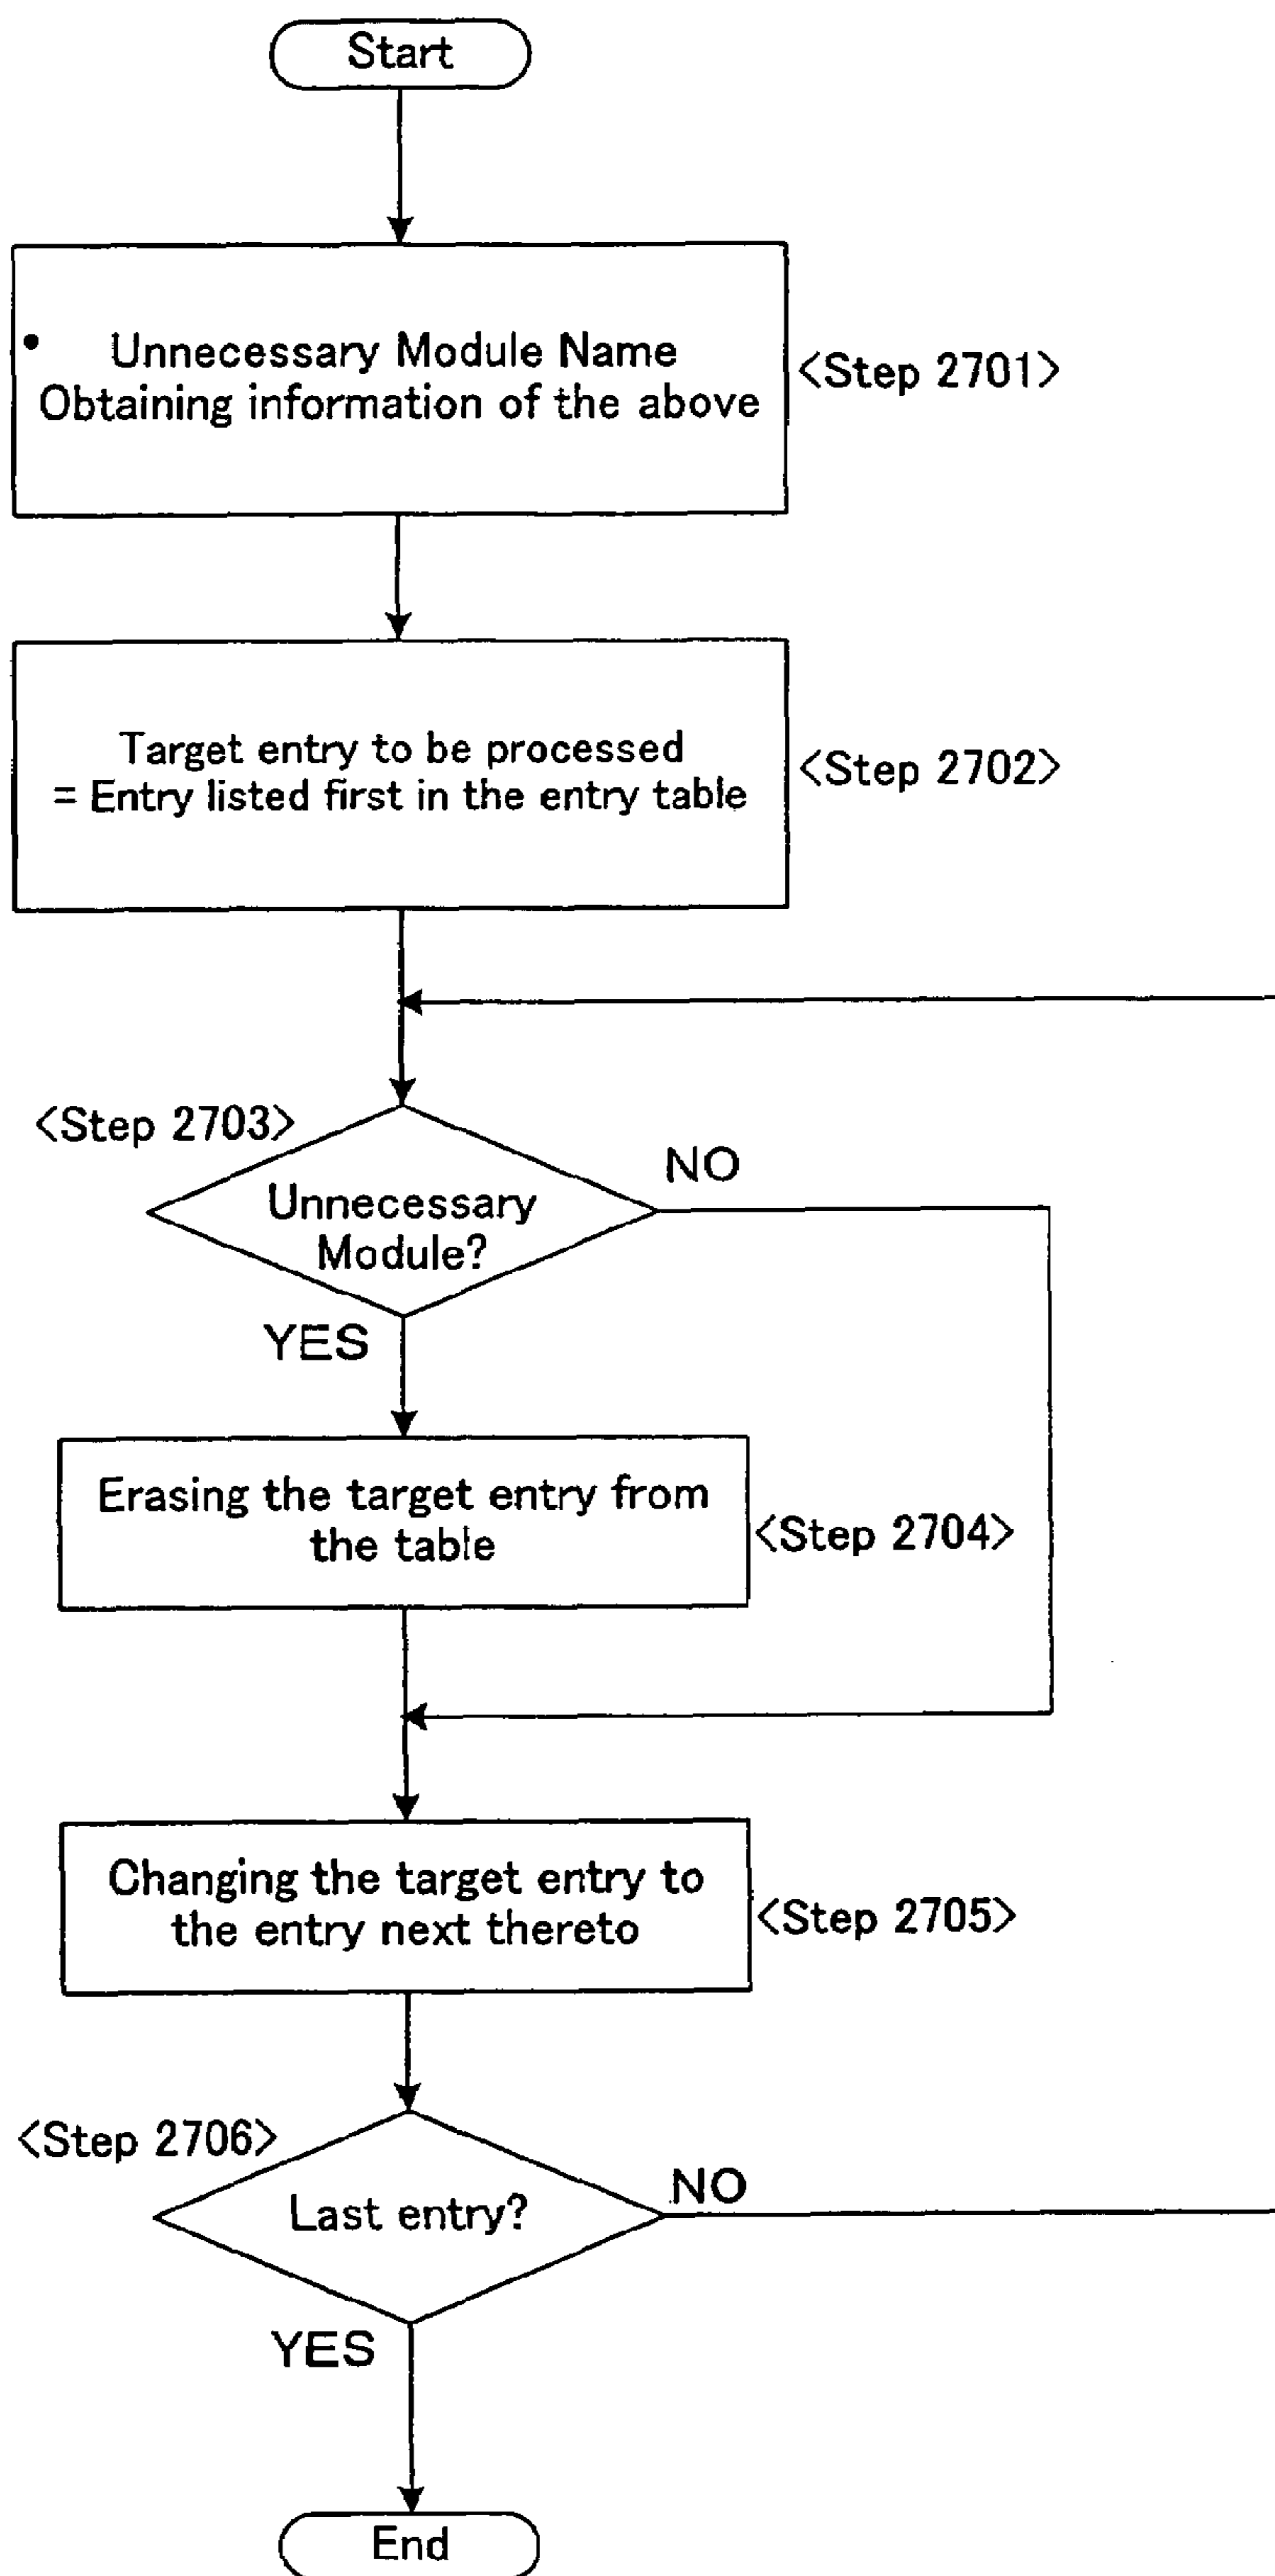 Start
• Unnecessary Module Name
Obtaining information of the above
<Step 2701>
Target entry to be processed
= Entry listed first in the entry table
<Step 2702>
<Step 2703>
Unnecessary
Module?
NO
YES
Erasing the target entry from
the table
<Step 2704>
Changing the target entry to
the entry next thereto
<Step 2705>
<Step 2706>
Last entry?
NO
YES
End